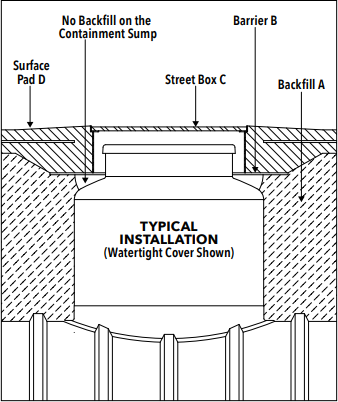 No Backfill on the
Containment Sump
Barrier B
Surface
Pad D
Street Box C
Backfill A
TYPICAL
INSTALLATION
(Watertight Cover Shown)